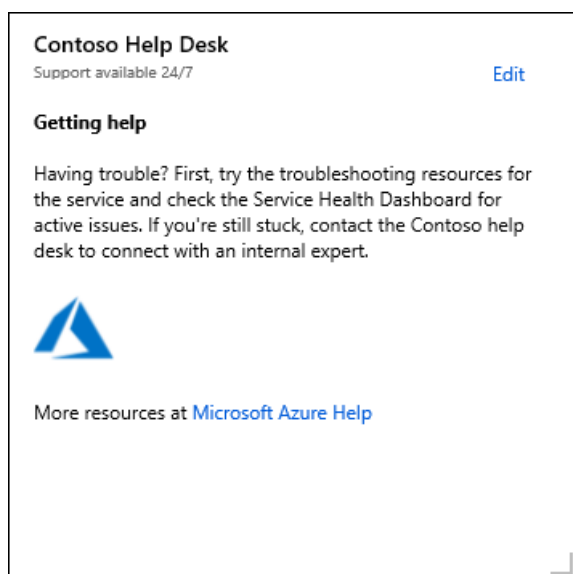 Contoso Help Desk
Support available 24/7
Edit
Getting help
Having trouble? First, try the troubleshooting resources for
the service and check the Service Health Dashboard for
active issues. If you're still stuck, contact the Contoso help
desk to connect with an internal expert.
More resources at Microsoft Azure Help